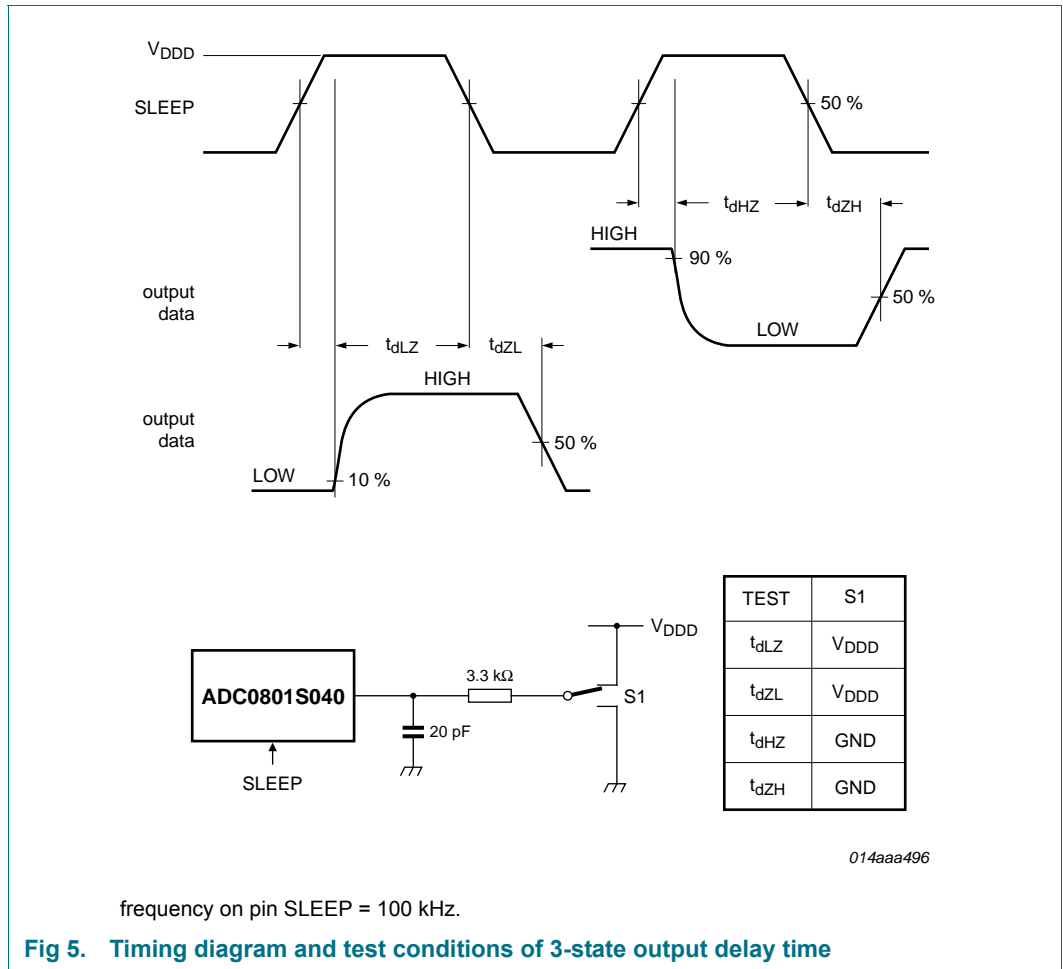 VDDD
SLEEP
50 %
tdHZ
tdZH
HIGH
90 %
output
data
50 %
LOW
tdLZ
tdZL
HIGH
output
data
50 %
LOW
10 %
TEST S1
tdLZ VDDD
tdZL VDDD
tdHZ GND
tdZH GND
VDDD
3.3 kΩ
ADC0801S040
S1
20 pF
SLEEP
014aaa496
frequency on pin SLEEP = 100 kHz.
Fig 5. Timing diagram and test conditions of 3-state output delay time